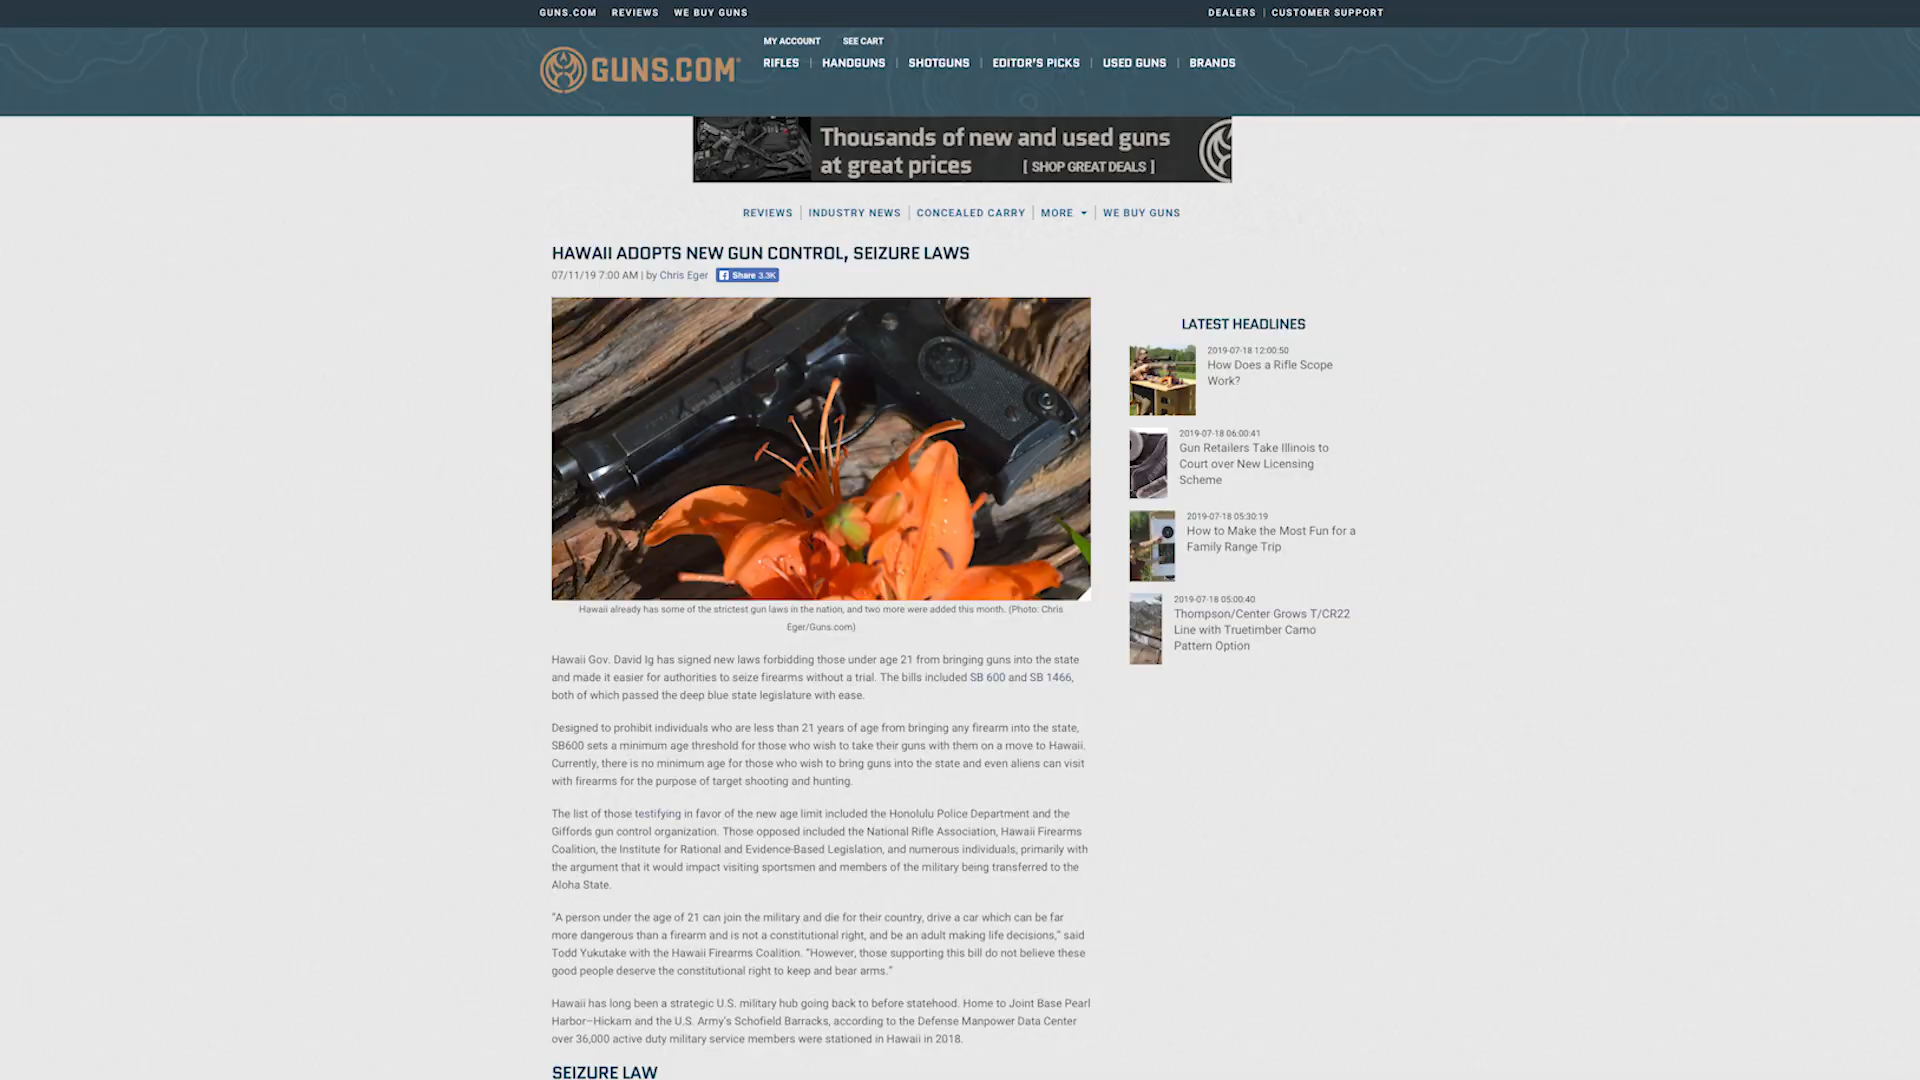 GUNS.COM REVIEWS WE BUY GUNS DEALERS | CUSTOMER SUPPORT
MY ACCOUNT SEE CART
GUNS.COM RIFLES | HANDGUNS | SHOTGUNS | EDITOR'S PICKS | USED GUNS | BRANDS
Thousands of new and used guns
at great prices [ SHOP GREAT DEALS ]
REVIEWS | INDUSTRY NEWS | CONCEALED CARRY | MORE | WE BUY GUNS
HAWAII ADOPTS NEW GUN CONTROL, SEIZURE LAWS
07/11/19 7:00 AM | by Chris Eger Share 3.3K
Hawaii already has some of the strictest gun laws in the nation, and two more were added this month. (Photo: Chris
Eger/Guns.com)
Hawaii Gov. David Ig has signed new laws forbidding those under age 21 from bringing guns into the state
and made it easier for authorities to seize firearms without a trial. The bills included SB 600 and SB 1466,
both of which passed the deep blue state legislature with ease.
Designed to prohibit individuals who are less than 21 years of age from bringing any firearm into the state,
SB600 sets a minimum age threshold for those who wish to take their guns with them on a move to Hawaii.
Currently, there is no minimum age for those who wish to bring guns into the state and even aliens can visit
with firearms for the purpose of target shooting and hunting.
The list of those testifying in favor of the new age limit included the Honolulu Police Department and the
Giffords gun control organization. Those opposed included the National Rifle Association, Hawaii Firearms
Coalition, the Institute for Rational and Evidence-Based Legislation, and numerous individuals, primarily with
the argument that it would impact visiting sportsmen and members of the military being transferred to the
Aloha State.
“A person under the age of 21 can join the military and die for their country, drive a car which can be far
more dangerous than a firearm and is not a constitutional right, and be an adult making life decisions,” said
Todd Yukutake with the Hawaii Firearms Coalition. “However, those supporting this bill do not believe these
good people deserve the constitutional right to keep and bear arms.”
Hawaii has long been a strategic U.S. military hub going back to before statehood. Home to Joint Base Pearl
Harbor–Hickam and the U.S. Army's Schofield Barracks, according to the Defense Manpower Data Center
over 36,000 active duty military service members were stationed in Hawaii in 2018.
SEIZURE LAW
LATEST HEADLINES
2019-07-18 12:00:50
How Does a Rifle Scope
Work?
2019-07-18 06:00:41
Gun Retailers Take Illinois to
Court over New Licensing
Scheme
2019-07-18 05:30:19
How to Make the Most Fun for a
Family Range Trip
2019-07-18 05:00:40
Thompson/Center Grows T/CR22
Line with Truetimber Camo
Pattern Option